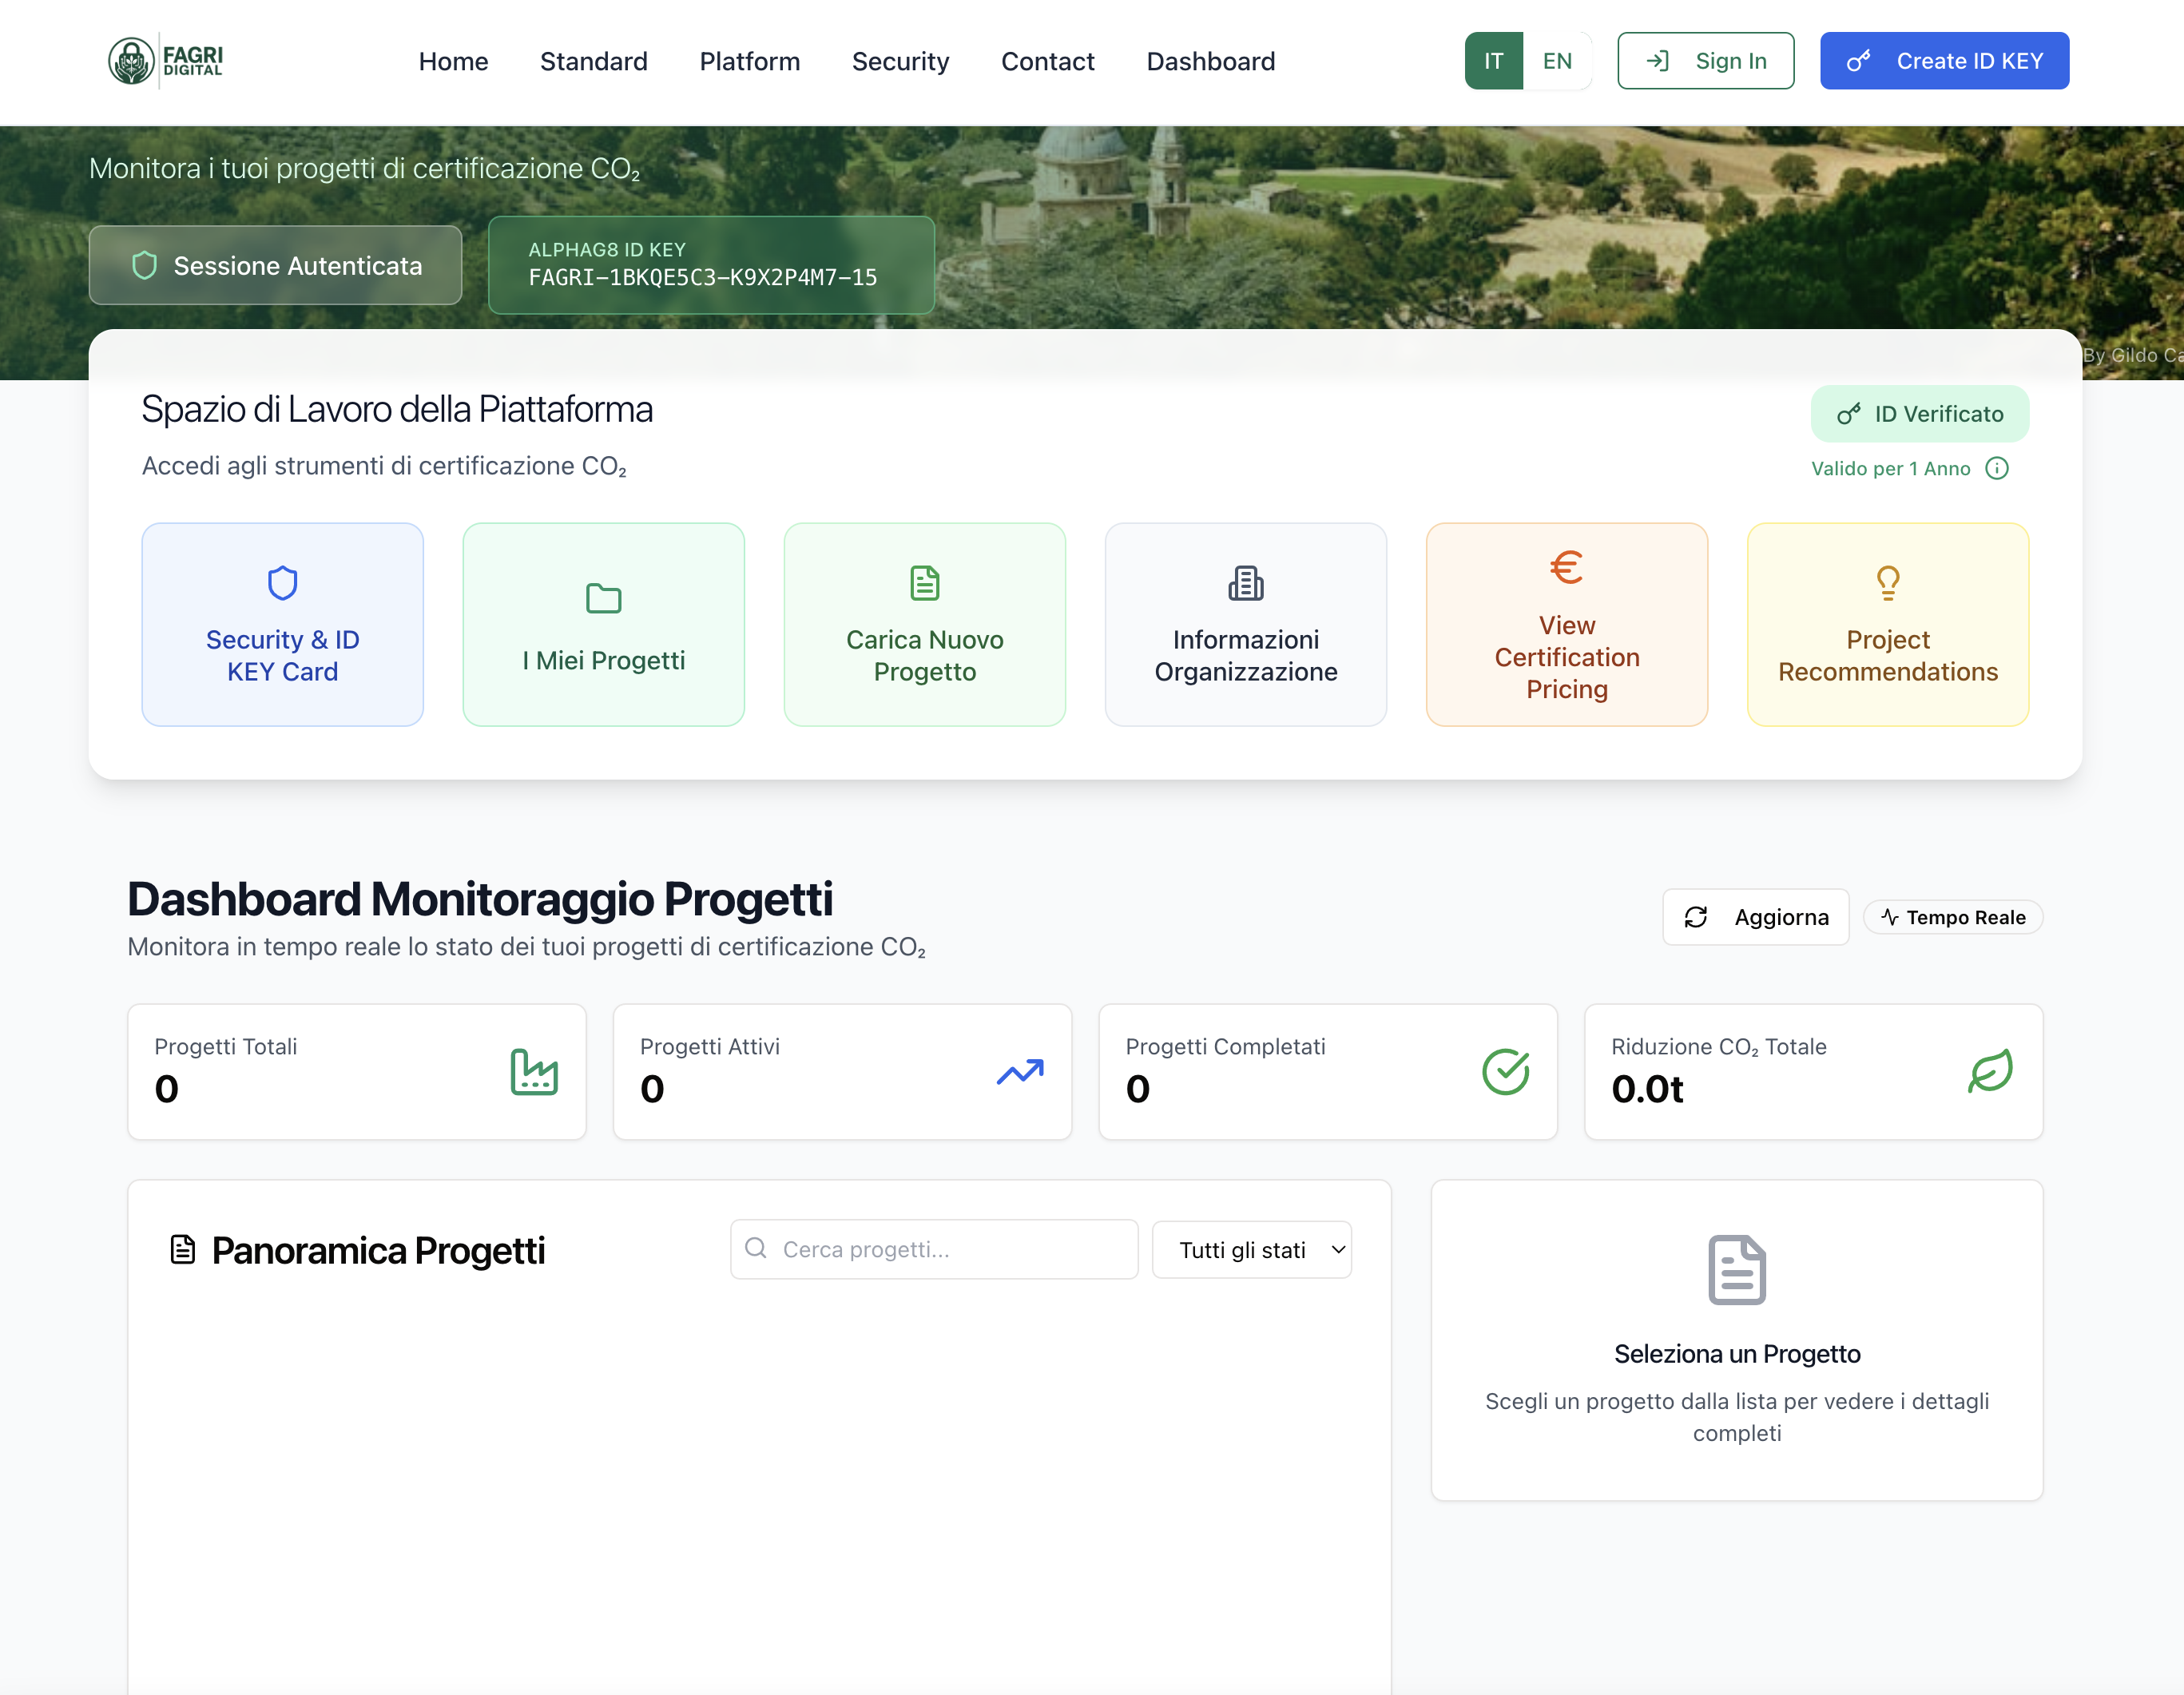 FAGRI
DIGITAL
Home
Standard
Platform
Security
Contact
Dashboard
IT
EN
Sign In
Create ID KEY
Monitora i tuoi progetti di certificazione CO₂
Sessione Autenticata
ALPHAG8 ID KEY
FAGRI-1BKQE5C3-K9X2P4M7-15
By Gildo Ca
Spazio di Lavoro della Piattaforma
Accedi agli strumenti di certificazione CO₂
ID Verificato
Valido per 1 Anno
Security & ID
KEY Card
I Miei Progetti
Carica Nuovo
Progetto
Informazioni
Organizzazione
View
Certification
Pricing
Project
Recommendations
Dashboard Monitoraggio Progetti
Monitora in tempo reale lo stato dei tuoi progetti di certificazione CO₂
Aggiorna
Tempo Reale
Progetti Totali
0
Progetti Attivi
0
Progetti Completati
0
Riduzione CO₂ Totale
0.0t
Panoramica Progetti
Cerca progetti...
Tutti gli stati
Seleziona un Progetto
Scegli un progetto dalla lista per vedere i dettagli
completi